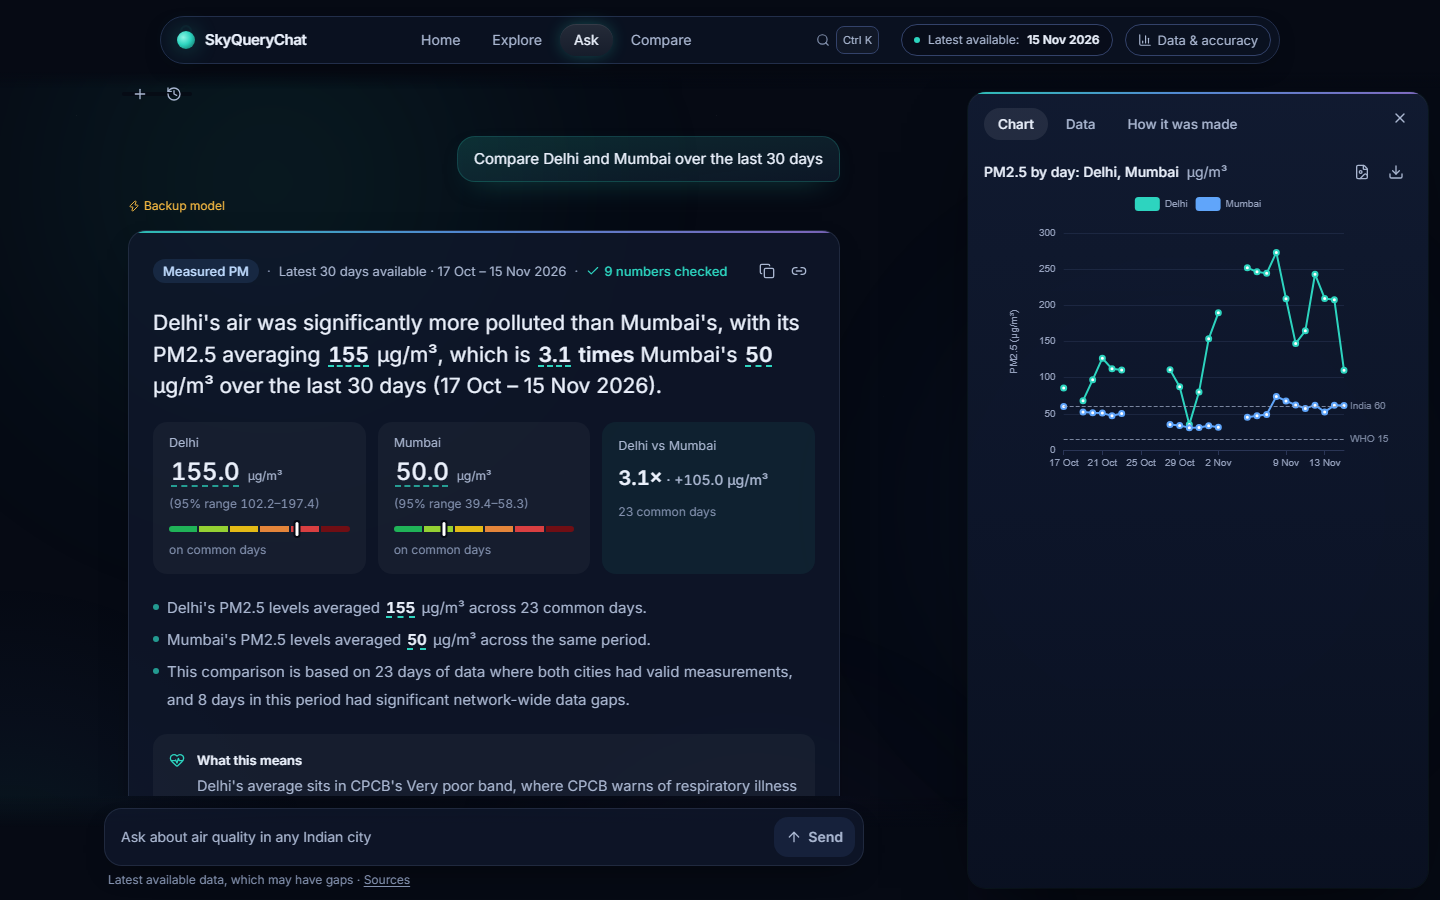 SkyQueryChat
Home
Explore
Ask
Compare
Ctrl K
Latest available: 15 Nov 2026
Data & accuracy
Compare Delhi and Mumbai over the last 30 days
Backup model
Measured PM · Latest 30 days available · 17 Oct – 15 Nov 2026 · 9 numbers checked
Delhi's air was significantly more polluted than Mumbai's, with its
PM2.5 averaging 155 µg/m³, which is 3.1 times Mumbai's 50
µg/m³ over the last 30 days (17 Oct – 15 Nov 2026).
Delhi
155.0 µg/m³
(95% range 102.2–197.4)
on common days
Mumbai
50.0 µg/m³
(95% range 39.4–58.3)
on common days
Delhi vs Mumbai
3.1× · +105.0 µg/m³
23 common days
Delhi's PM2.5 levels averaged 155 µg/m³ across 23 common days.
Mumbai's PM2.5 levels averaged 50 µg/m³ across the same period.
This comparison is based on 23 days of data where both cities had valid measurements,
and 8 days in this period had significant network-wide data gaps.
What this means
Delhi's average sits in CPCB's Very poor band, where CPCB warns of respiratory illness
Ask about air quality in any Indian city
Send
Latest available data, which may have gaps · Sources
Chart
Data
How it was made
PM2.5 by day: Delhi, Mumbai µg/m³
Delhi
Mumbai
PM2.5 (µg/m³)
300
250
200
150
100
50
0
India 60
WHO 15
17 Oct
21 Oct
25 Oct
29 Oct
2 Nov
9 Nov
13 Nov